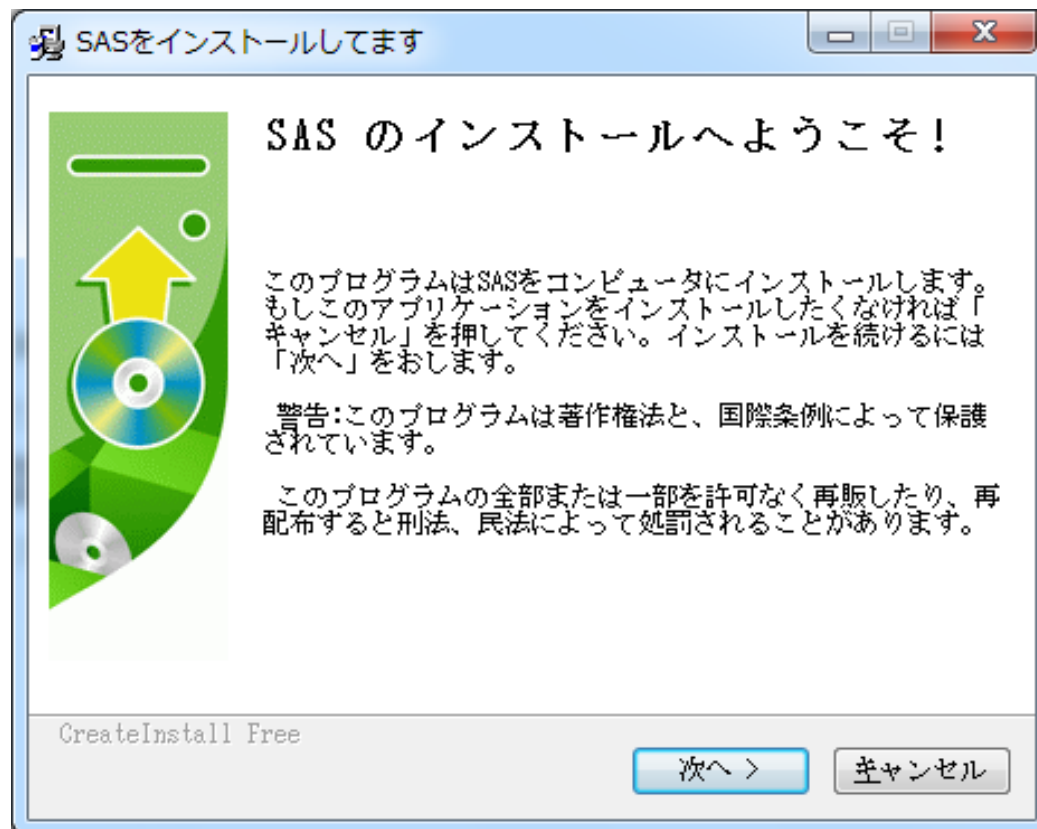 SASをインストールしてます
SAS のインストールへようこそ!
このプログラムはSASをコンピュータにインストールします。
もしこのアプリケーションをインストールしたくなければ「
キャンセル」を押してください。インストールを続けるには
「次へ」をおします。
警告:このプログラムは著作権法と、国際条例によって保護
されています。
このプログラムの全部または一部を許可なく再販したり、再
配布すると刑法、民法によって処罰されることがあります。
CreateInstall Free
次へ >
キャンセル